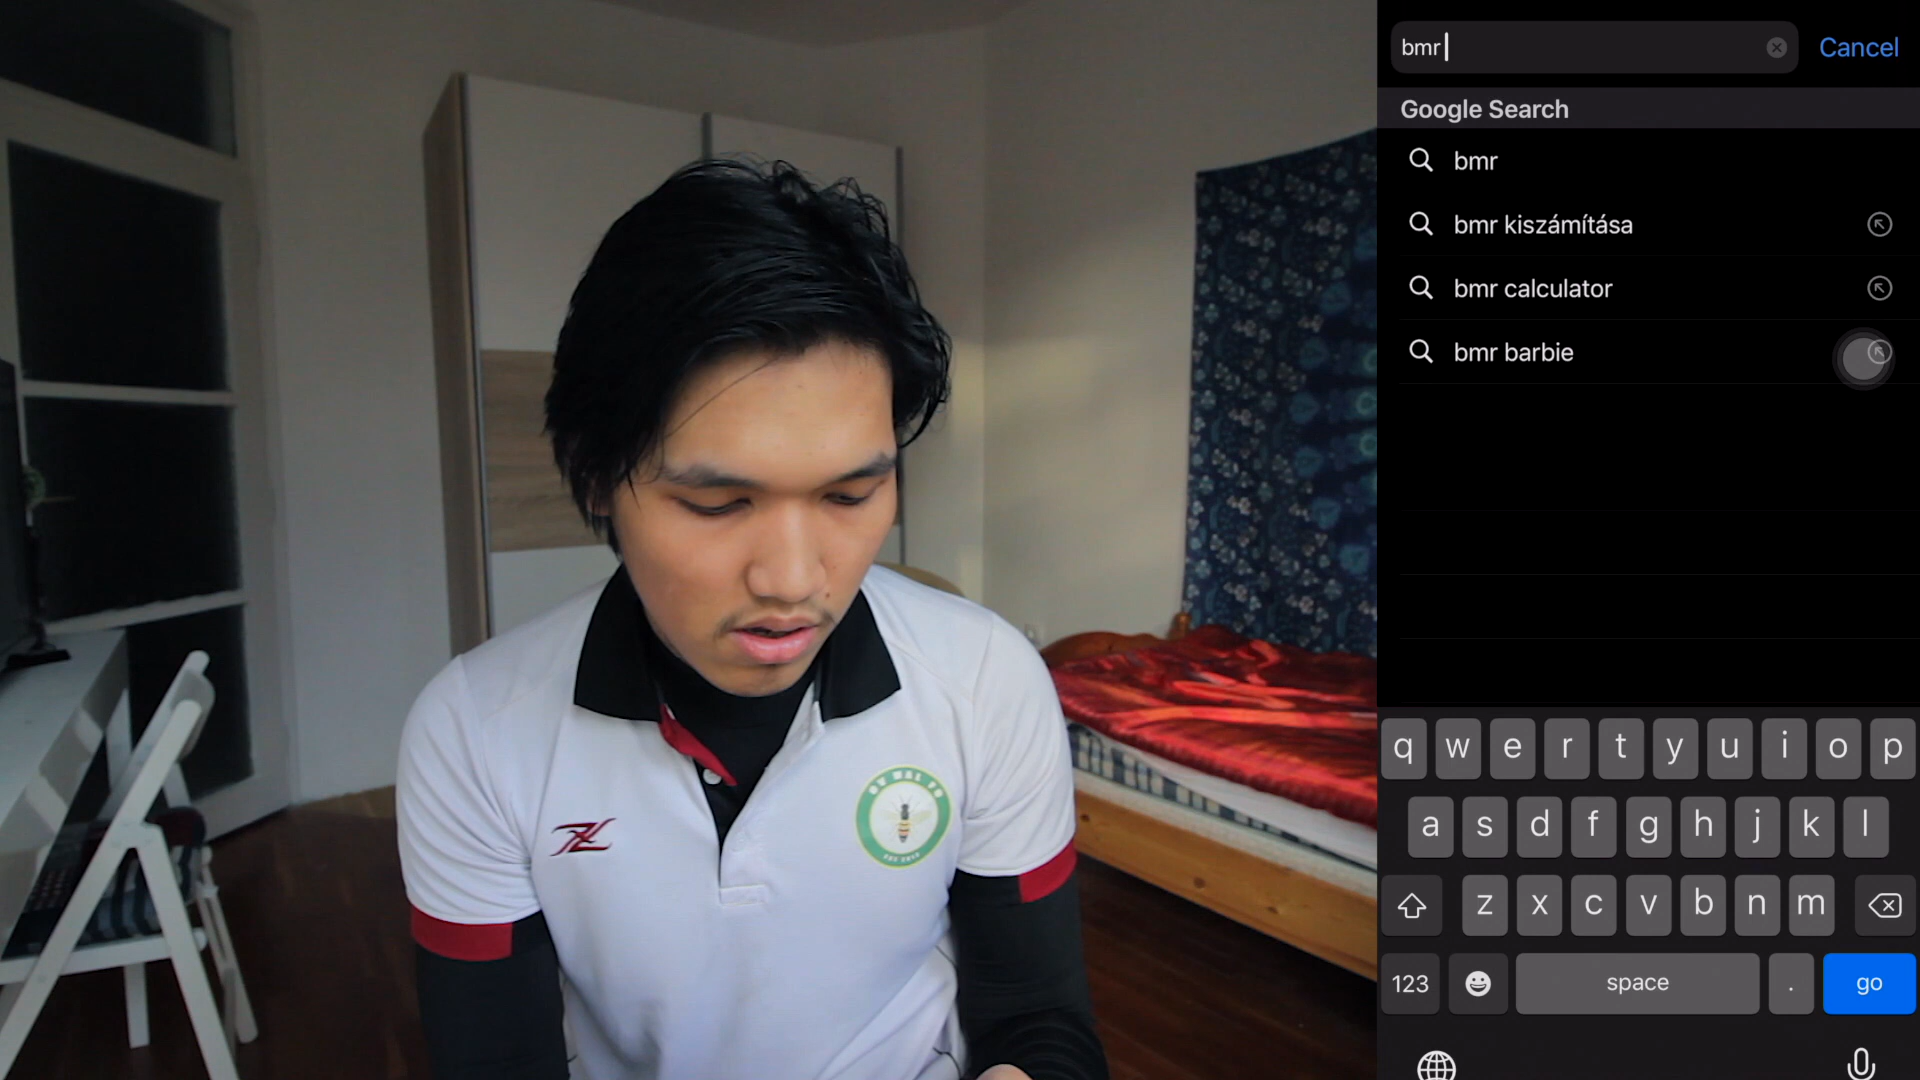 bmr
Cancel
Google Search
bmr
bmr kiszámítása
bmr calculator
bmr barbie
q w e r t y u i o p
a s d f g h j k l
z x c v b n m
123 space . go